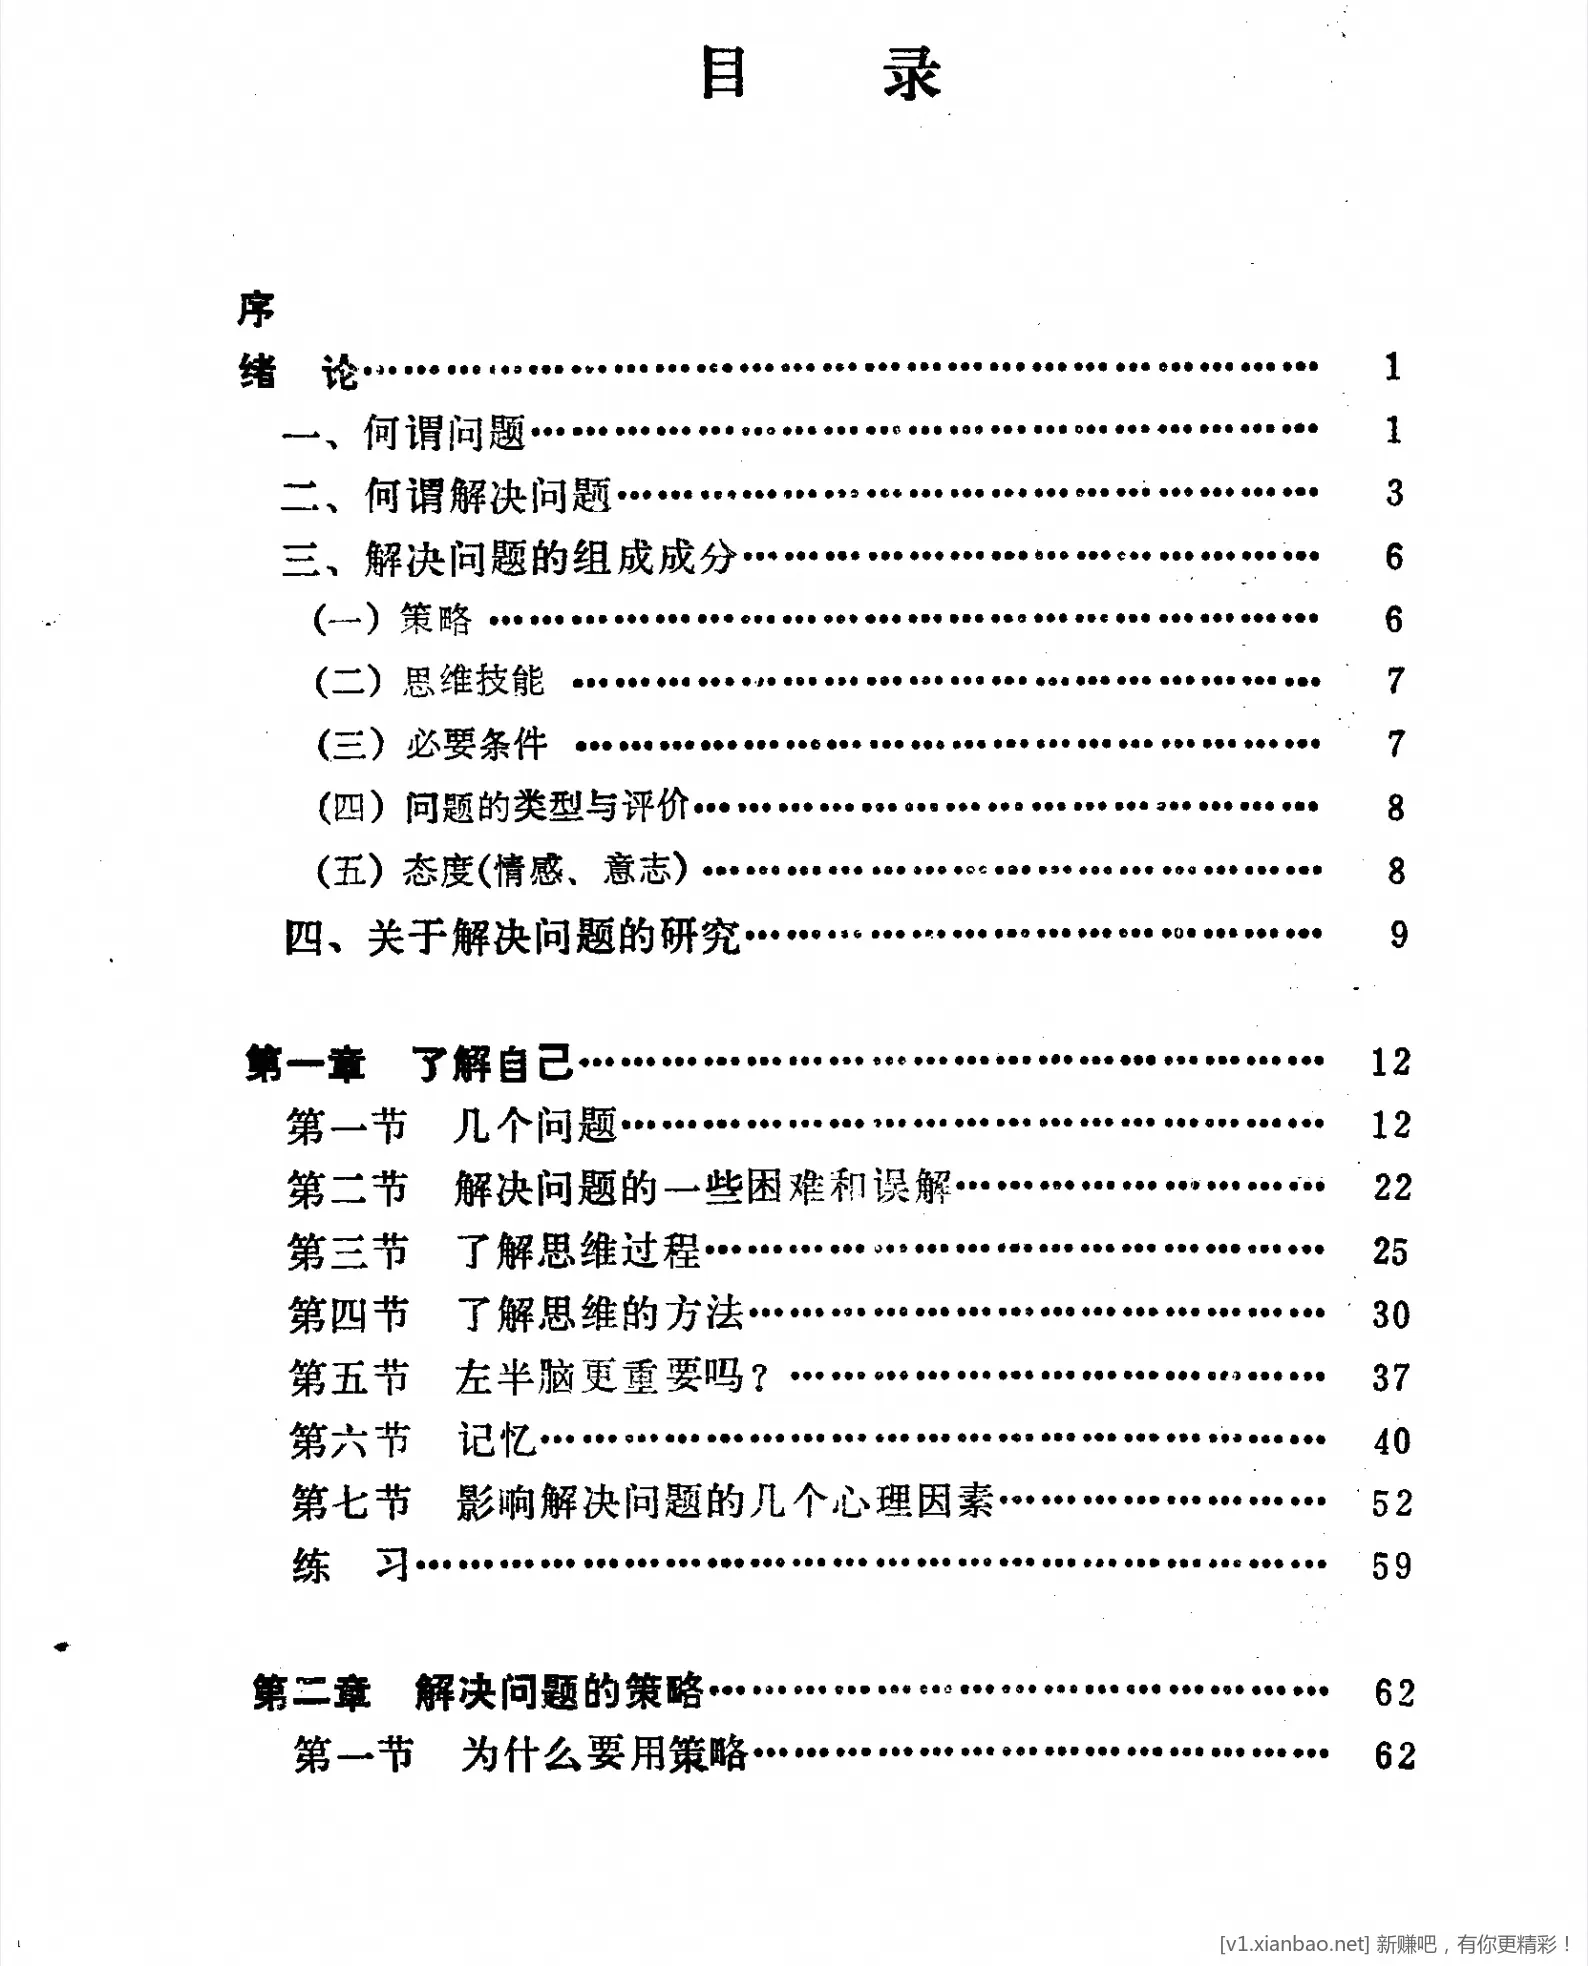 目 录
序
绪 论…………………………………………………… 1
一、何谓问题…………………………………………………… 1
二、何谓解决问题…………………………………………………… 3
三、解决问题的组成成分…………………………………………………… 6
(一)策略 …………………………………………………… 6
(二)思维技能 …………………………………………………… 7
(三)必要条件 …………………………………………………… 7
(四)问题的类型与评价…………………………………………………… 8
(五)态度(情感、意志)…………………………………………………… 8
四、关于解决问题的研究…………………………………………………… 9
第一章 了解自己…………………………………………………… 12
第一节 几个问题…………………………………………………… 12
第二节 解决问题的一些困难和误解…………………………………………………… 22
第三节 了解思维过程…………………………………………………… 25
第四节 了解思维的方法…………………………………………………… 30
第五节 左半脑更重要吗? …………………………………………………… 37
第六节 记忆…………………………………………………… 40
第七节 影响解决问题的几个心理因素…………………………………………………… 52
练 习…………………………………………………… 59
第二章 解决问题的策略…………………………………………………… 62
第一节 为什么要用策略…………………………………………………… 62
[v1.xianbao.net] 新赚吧，有你更精彩！